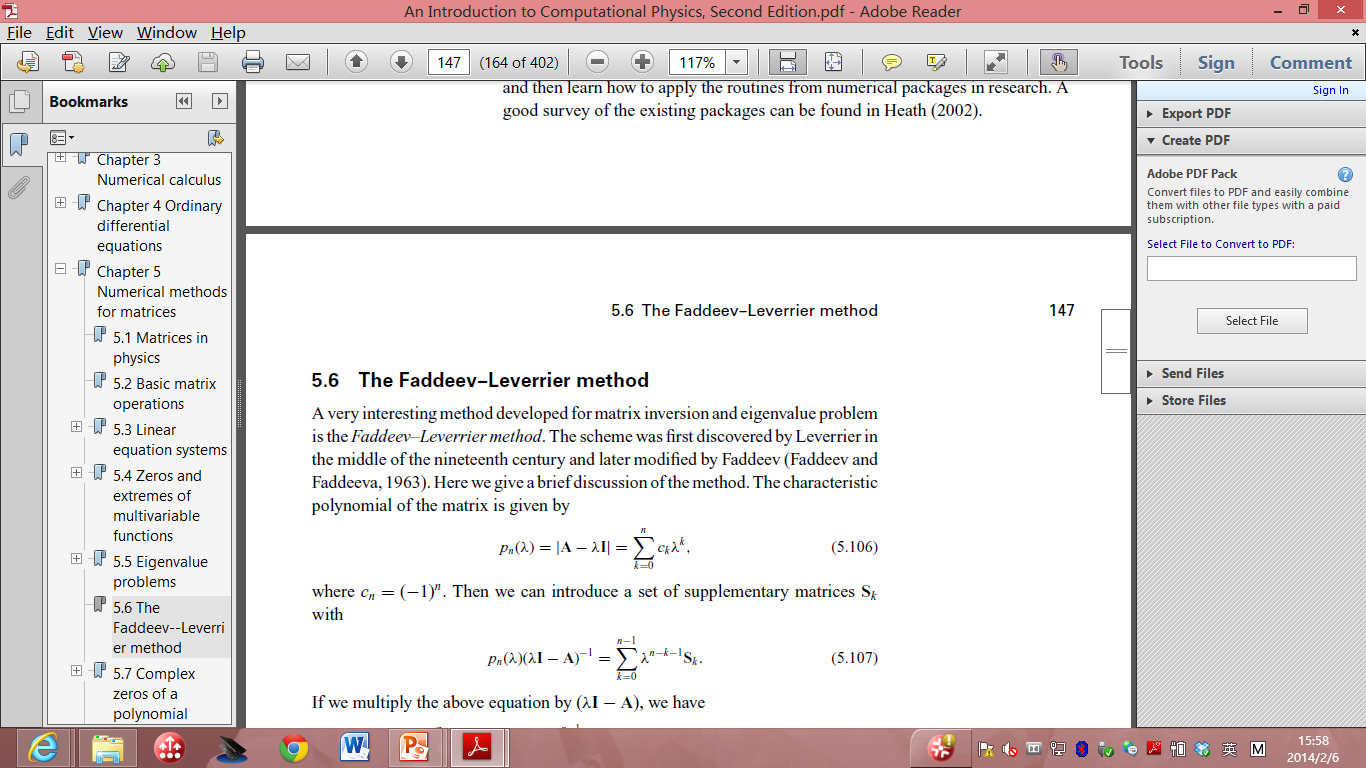 An Introduction to Computational Physics, Second Edition.pdf - Adobe Reader
File Edit View Window Help
147 (164 of 402) 117% Tools Sign Comment
Bookmarks
Chapter 3
Numerical calculus
Chapter 4 Ordinary
differential
equations
Chapter 5
Numerical methods
for matrices
5.1 Matrices in
physics
5.2 Basic matrix
operations
5.3 Linear
equation systems
5.4 Zeros and
extremes of
multivariable
functions
5.5 Eigenvalue
problems
5.6 The
Faddeev--Leverri
er method
5.7 Complex
zeros of a
polynomial
and then learn how to apply the routines from numerical packages in research. A
good survey of the existing packages can be found in Heath (2002).
5.6 The Faddeev–Leverrier method 147
5.6 The Faddeev–Leverrier method
A very interesting method developed for matrix inversion and eigenvalue problem
is the Faddeev–Leverrier method. The scheme was first discovered by Leverrier in
the middle of the nineteenth century and later modified by Faddeev (Faddeev and
Faddeeva, 1963). Here we give a brief discussion of the method. The characteristic
polynomial of the matrix is given by
pₙ(λ) = |A − λI| = ∑_{k=0}^{n} c_k λ^k, (5.106)
where cₙ = (−1)ⁿ. Then we can introduce a set of supplementary matrices S_k
with
pₙ(λ)(λI − A)⁻¹ = ∑_{k=0}^{n−1} λ^{n−k−1} S_k. (5.107)
If we multiply the above equation by (λI − A), we have
Sign In
Export PDF
Create PDF
Adobe PDF Pack
Convert files to PDF and easily combine
them with other file types with a paid
subscription.
Select File to Convert to PDF:
Select File
Send Files
Store Files
英 M
15:58
2014/2/6